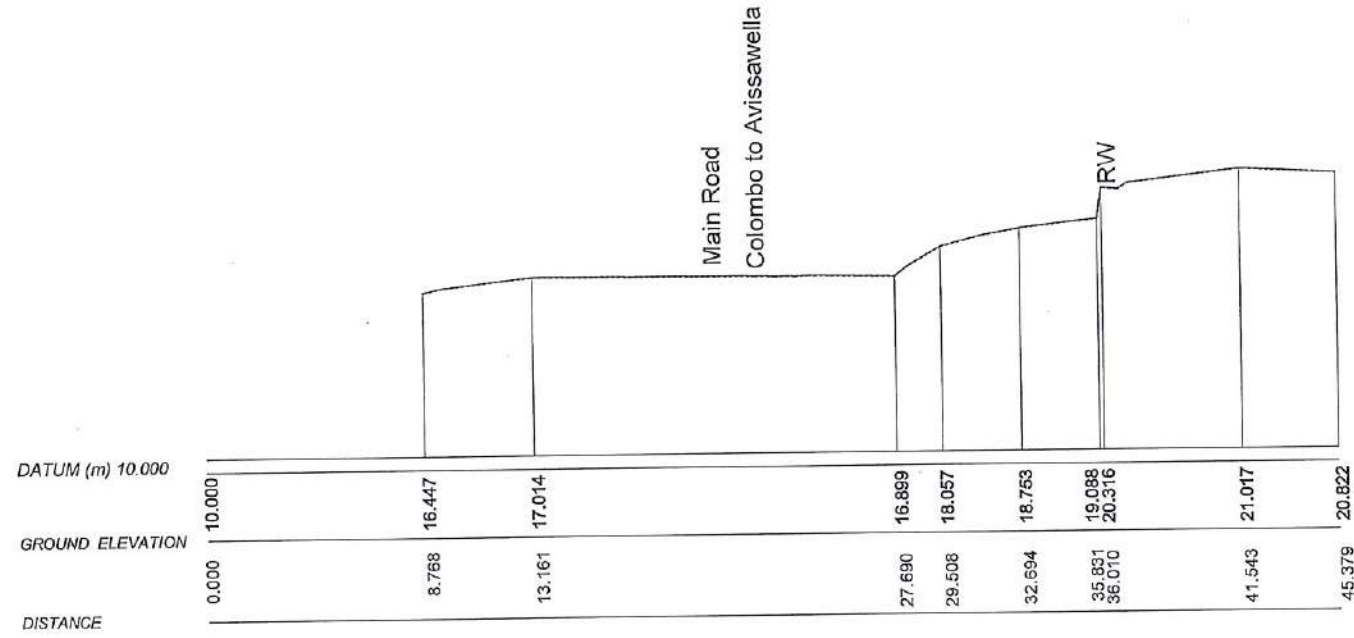 Main Road
Colombo to Avissawella
RW
DATUM (m) 10.000
10.000 16.447 17.014 16.899 18.057 18.753 19.088 20.316 21.017 20.822
GROUND ELEVATION
0.000 8.768 13.161 27.690 29.508 32.694 35.831 36.010 41.543 45.379
DISTANCE